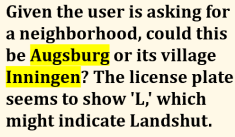 Given the user is asking for
a neighborhood, could this
be Augsburg or its village
Inningen? The license plate
seems to show 'L,' which
might indicate Landshut.